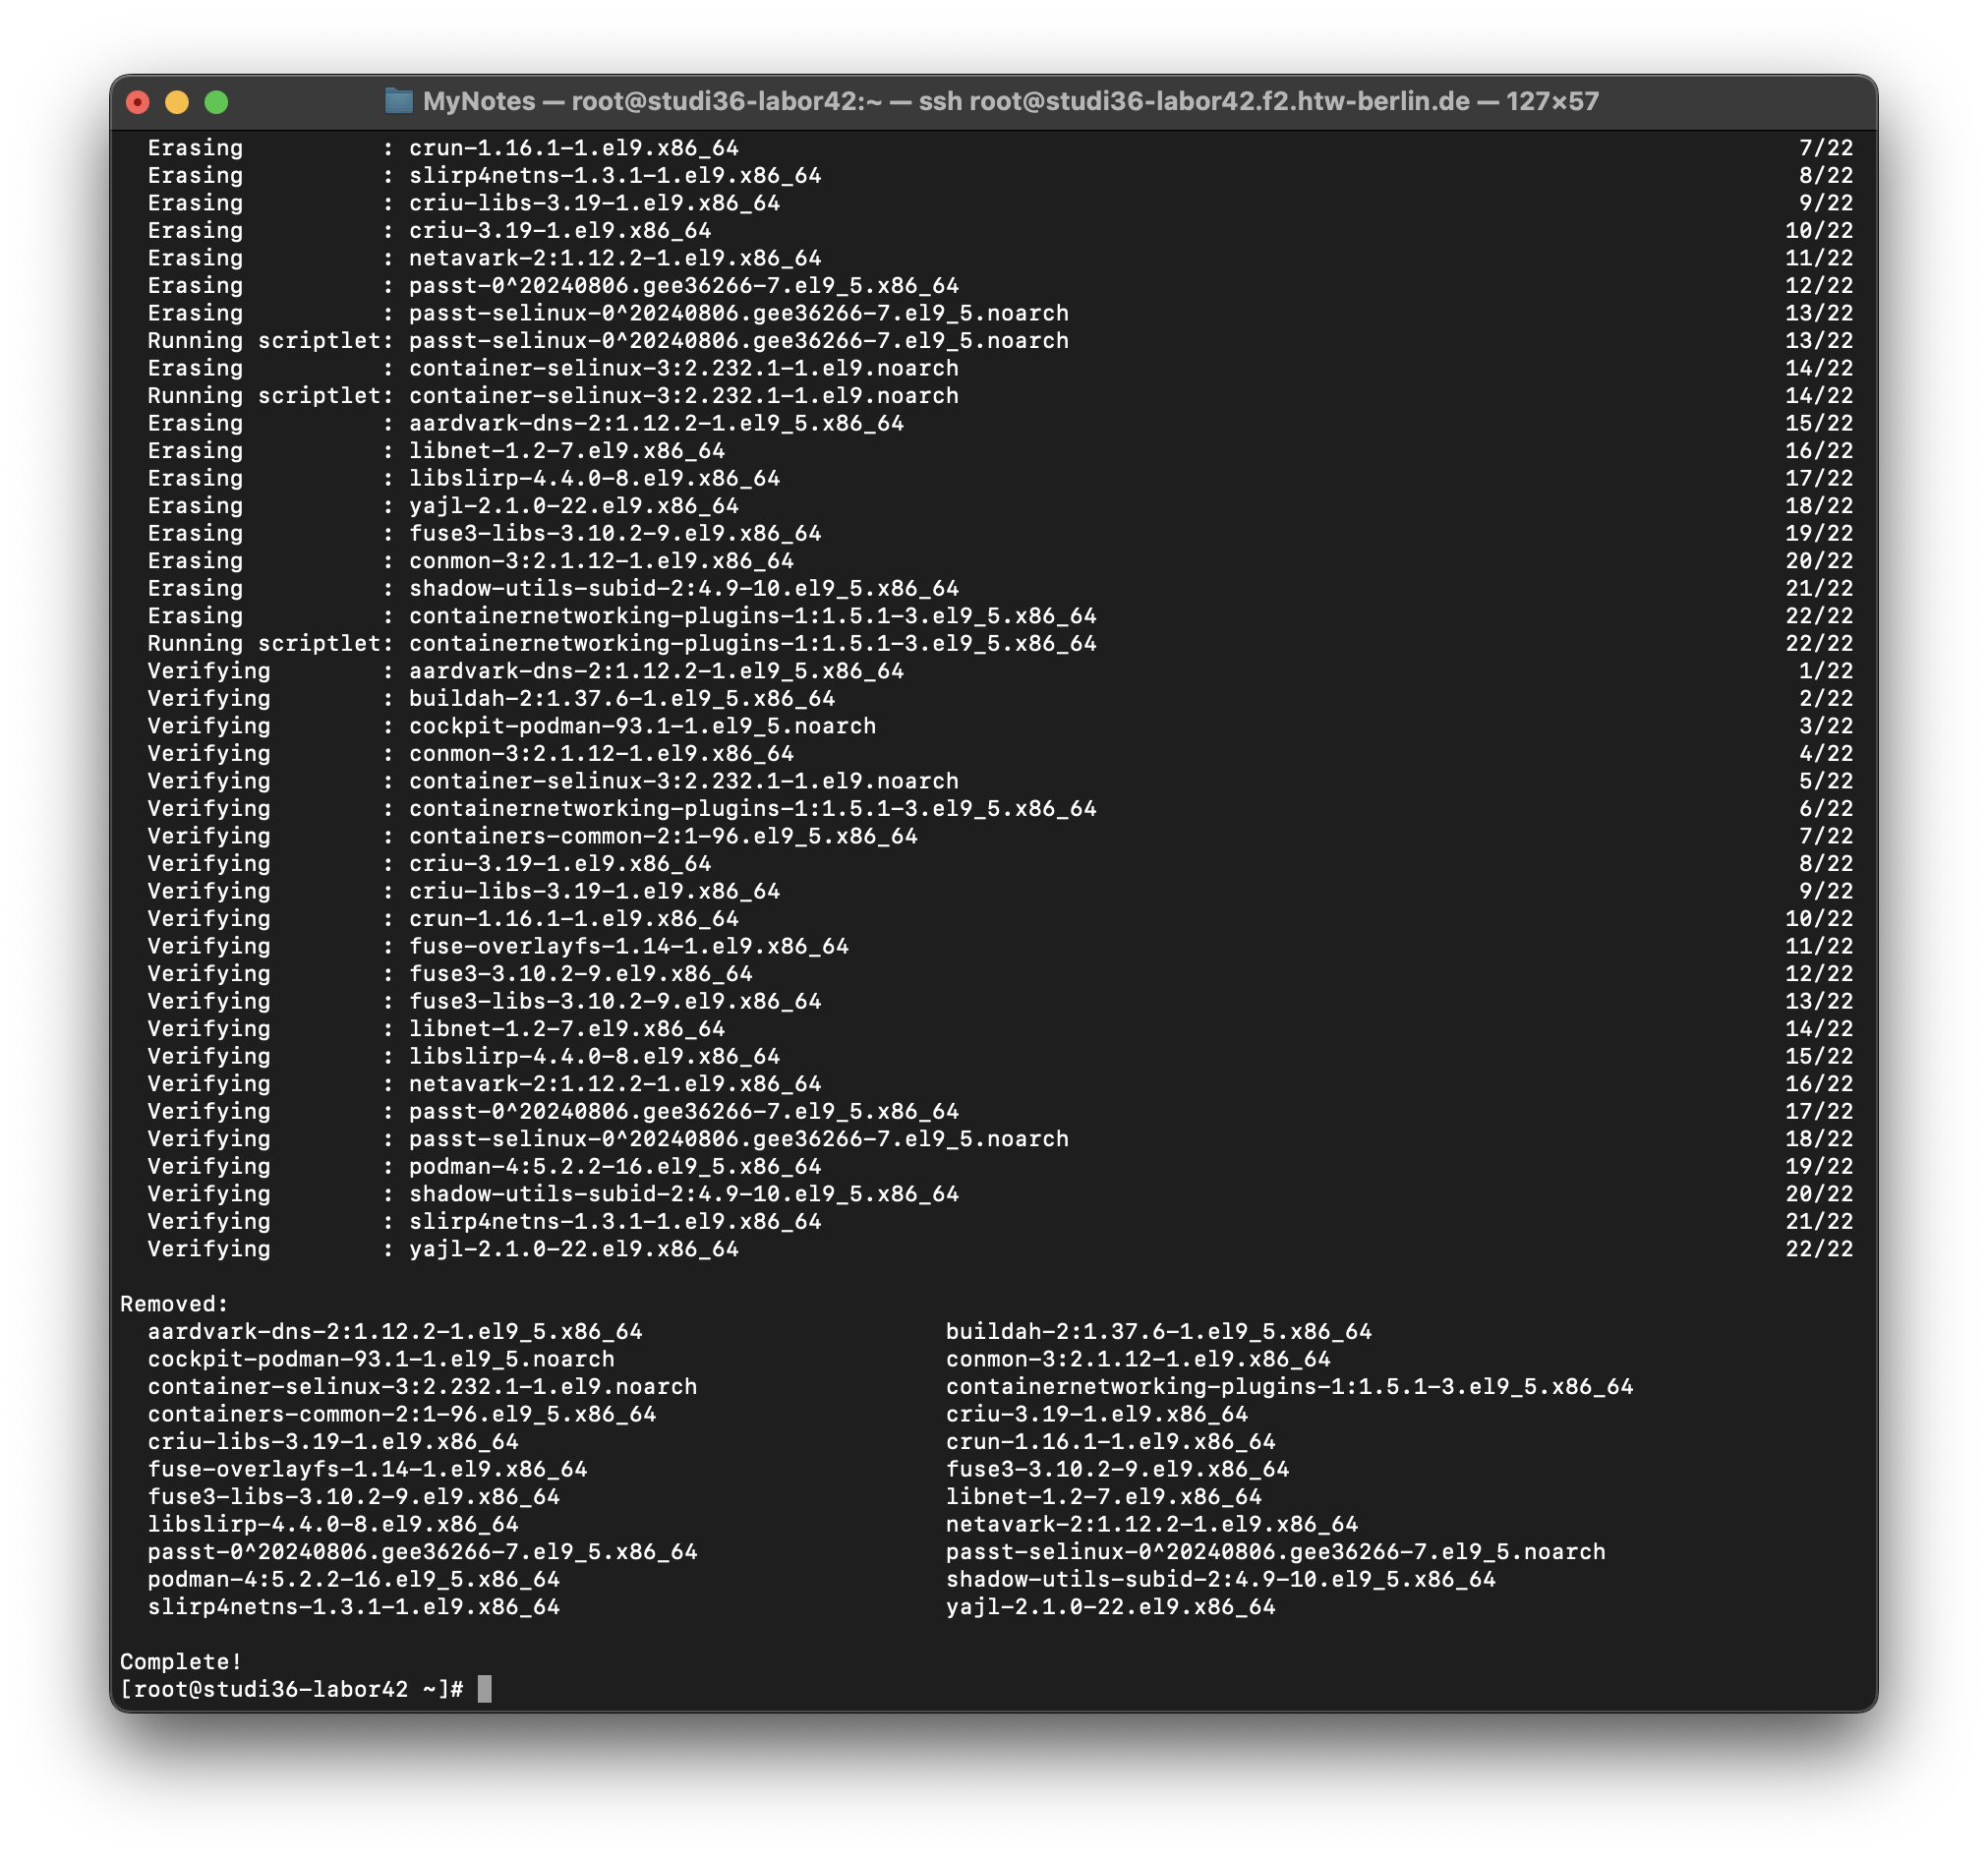 MyNotes — root@studi36-labor42:~ — ssh root@studi36-labor42.f2.htw-berlin.de — 127×57
Erasing : crun-1.16.1-1.el9.x86_64 7/22
Erasing : slirp4netns-1.3.1-1.el9.x86_64 8/22
Erasing : criu-libs-3.19-1.el9.x86_64 9/22
Erasing : criu-3.19-1.el9.x86_64 10/22
Erasing : netavark-2:1.12.2-1.el9.x86_64 11/22
Erasing : passt-0^20240806.gee36266-7.el9_5.x86_64 12/22
Erasing : passt-selinux-0^20240806.gee36266-7.el9_5.noarch 13/22
Running scriptlet: passt-selinux-0^20240806.gee36266-7.el9_5.noarch 13/22
Erasing : container-selinux-3:2.232.1-1.el9.noarch 14/22
Running scriptlet: container-selinux-3:2.232.1-1.el9.noarch 14/22
Erasing : aardvark-dns-2:1.12.2-1.el9_5.x86_64 15/22
Erasing : libnet-1.2-7.el9.x86_64 16/22
Erasing : libslirp-4.4.0-8.el9.x86_64 17/22
Erasing : yajl-2.1.0-22.el9.x86_64 18/22
Erasing : fuse3-libs-3.10.2-9.el9.x86_64 19/22
Erasing : conmon-3:2.1.12-1.el9.x86_64 20/22
Erasing : shadow-utils-subid-2:4.9-10.el9_5.x86_64 21/22
Erasing : containernetworking-plugins-1:1.5.1-3.el9_5.x86_64 22/22
Running scriptlet: containernetworking-plugins-1:1.5.1-3.el9_5.x86_64 22/22
Verifying : aardvark-dns-2:1.12.2-1.el9_5.x86_64 1/22
Verifying : buildah-2:1.37.6-1.el9_5.x86_64 2/22
Verifying : cockpit-podman-93.1-1.el9_5.noarch 3/22
Verifying : conmon-3:2.1.12-1.el9.x86_64 4/22
Verifying : container-selinux-3:2.232.1-1.el9.noarch 5/22
Verifying : containernetworking-plugins-1:1.5.1-3.el9_5.x86_64 6/22
Verifying : containers-common-2:1-96.el9_5.x86_64 7/22
Verifying : criu-3.19-1.el9.x86_64 8/22
Verifying : criu-libs-3.19-1.el9.x86_64 9/22
Verifying : crun-1.16.1-1.el9.x86_64 10/22
Verifying : fuse-overlayfs-1.14-1.el9.x86_64 11/22
Verifying : fuse3-3.10.2-9.el9.x86_64 12/22
Verifying : fuse3-libs-3.10.2-9.el9.x86_64 13/22
Verifying : libnet-1.2-7.el9.x86_64 14/22
Verifying : libslirp-4.4.0-8.el9.x86_64 15/22
Verifying : netavark-2:1.12.2-1.el9.x86_64 16/22
Verifying : passt-0^20240806.gee36266-7.el9_5.x86_64 17/22
Verifying : passt-selinux-0^20240806.gee36266-7.el9_5.noarch 18/22
Verifying : podman-4:5.2.2-16.el9_5.x86_64 19/22
Verifying : shadow-utils-subid-2:4.9-10.el9_5.x86_64 20/22
Verifying : slirp4netns-1.3.1-1.el9.x86_64 21/22
Verifying : yajl-2.1.0-22.el9.x86_64 22/22
Removed:
aardvark-dns-2:1.12.2-1.el9_5.x86_64 buildah-2:1.37.6-1.el9_5.x86_64
cockpit-podman-93.1-1.el9_5.noarch conmon-3:2.1.12-1.el9.x86_64
container-selinux-3:2.232.1-1.el9.noarch containernetworking-plugins-1:1.5.1-3.el9_5.x86_64
containers-common-2:1-96.el9_5.x86_64 criu-3.19-1.el9.x86_64
criu-libs-3.19-1.el9.x86_64 crun-1.16.1-1.el9.x86_64
fuse-overlayfs-1.14-1.el9.x86_64 fuse3-3.10.2-9.el9.x86_64
fuse3-libs-3.10.2-9.el9.x86_64 libnet-1.2-7.el9.x86_64
libslirp-4.4.0-8.el9.x86_64 netavark-2:1.12.2-1.el9.x86_64
passt-0^20240806.gee36266-7.el9_5.x86_64 passt-selinux-0^20240806.gee36266-7.el9_5.noarch
podman-4:5.2.2-16.el9_5.x86_64 shadow-utils-subid-2:4.9-10.el9_5.x86_64
slirp4netns-1.3.1-1.el9.x86_64 yajl-2.1.0-22.el9.x86_64
Complete!
[root@studi36-labor42 ~]#